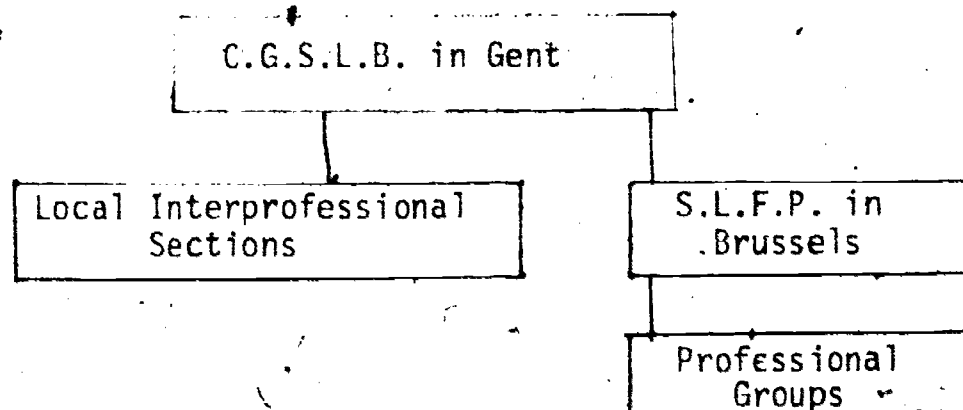 C.G.S.L.B. in Gent
Local Interprofessional
Sections
S.L.F.P. in
Brussels
Professional
Groups